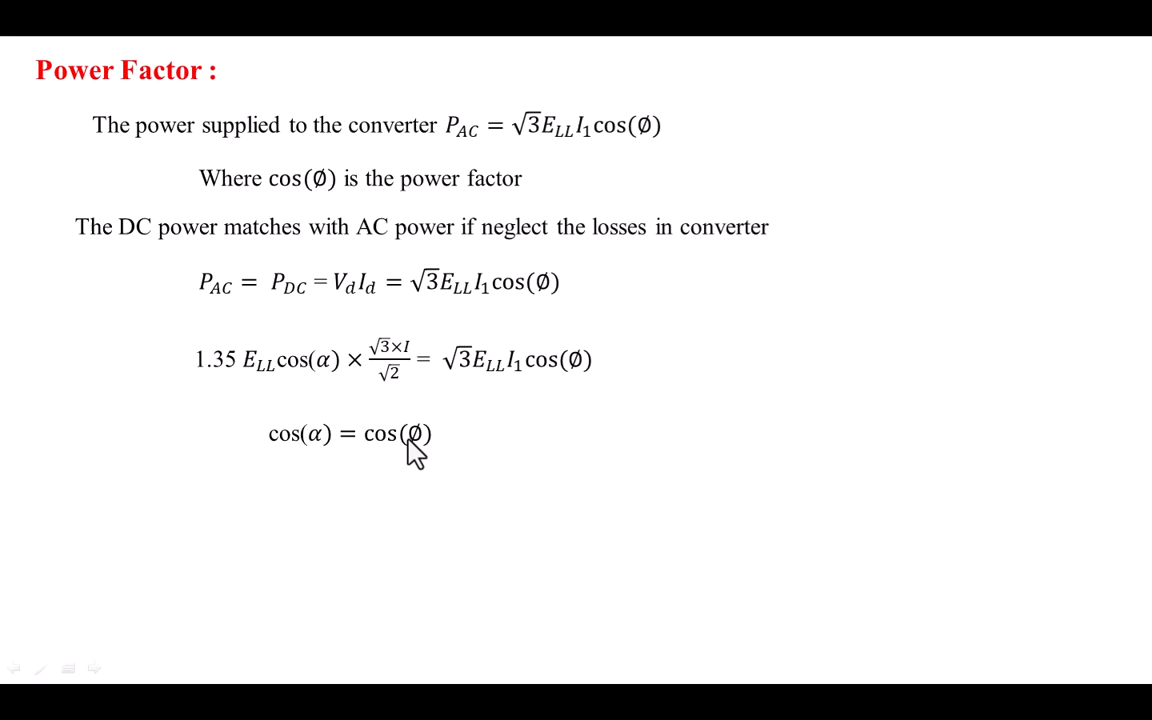 Power Factor :
The power supplied to the converter P_AC = √3E_LL I_1 cos(∅)
Where cos(∅) is the power factor
The DC power matches with AC power if neglect the losses in converter
P_AC = P_DC = V_d I_d = √3E_LL I_1 cos(∅)
1.35 E_LL cos(α) × (√3×I)/√2 = √3E_LL I_1 cos(∅)
cos(α) = cos(∅)